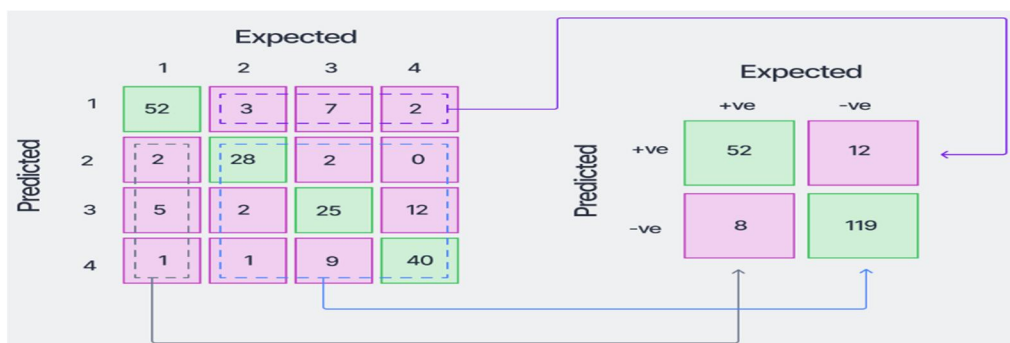 Expected
1 2 3 4
Predicted
1 52 3 7 2
2 2 28 2 0
3 5 2 25 12
4 1 1 9 40
Expected
+ve -ve
Predicted
+ve 52 12
-ve 8 119